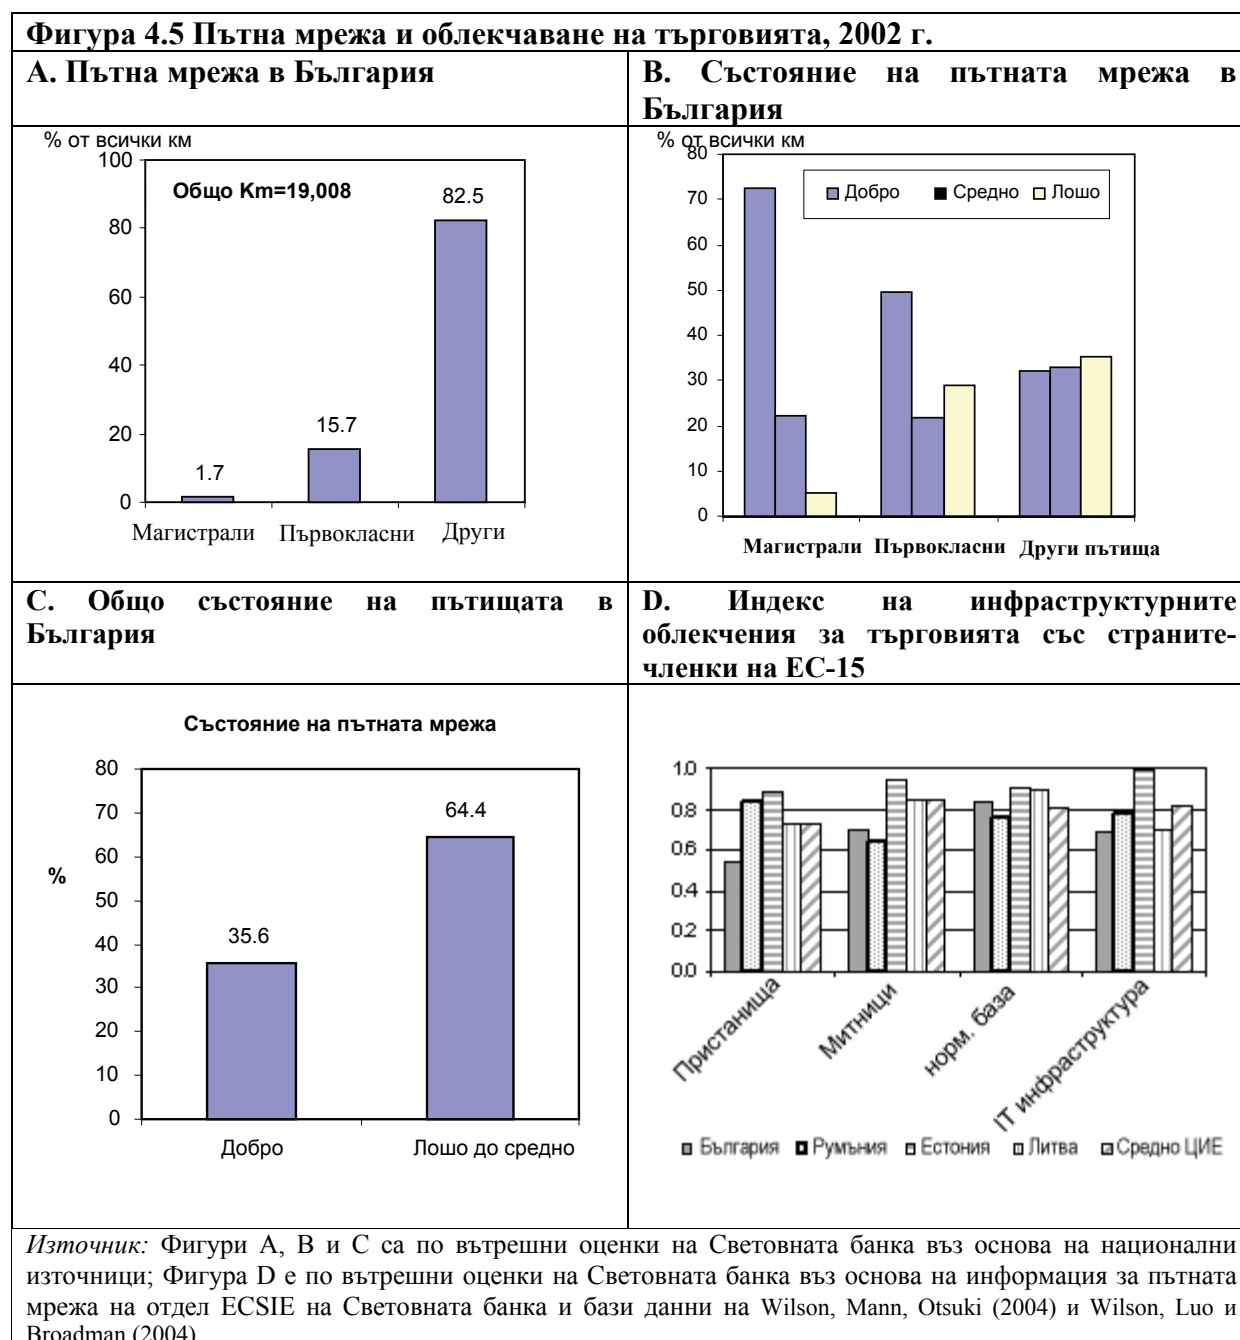 Фигура 4.5 Пътна мрежа и облекчаване на търговията, 2002 г.
А. Пътна мрежа в България
В. Състояние на пътната мрежа в
България
% от всички км
100
80
60
40
20
0
Общо Km=19,008
1.7
15.7
82.5
Магистрали
Първокласни
Други
% от всички км
80
70
60
50
40
30
20
10
0
Добро
Средно
Лошо
Магистрали
Първокласни
Други пътища
С. Общо състояние на пътищата в
България
D. Индекс на инфраструктурните
облекчения за търговията със страните-
членки на ЕС-15
Състояние на пътната мрежа
80
70
60
50
40
30
20
10
0
%
35.6
64.4
Добро
Лошо до средно
1.0
0.8
0.6
0.4
0.2
0.0
Пристанища
Митници
норм. база
IT инфраструктура
България
Румъния
Естония
Литва
Средно ЦИЕ
Източник: Фигури А, В и С са по вътрешни оценки на Световната банка въз основа на национални
източници; Фигура D е по вътрешни оценки на Световната банка въз основа на информация за пътната
мрежа на отдел ECSIE на Световната банка и бази данни на Wilson, Mann, Otsuki (2004) и Wilson, Luo и
Broadman (2004)